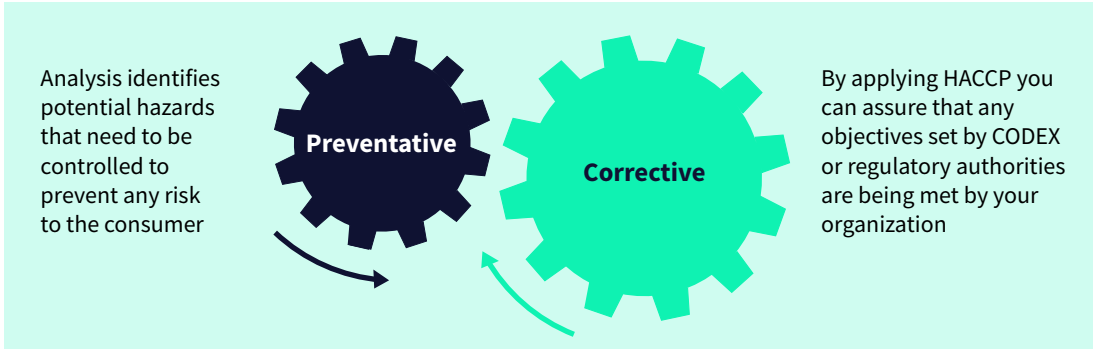 Analysis identifies
potential hazards
that need to be
controlled to
prevent any risk
to the consumer
Preventative
Corrective
By applying HACCP you
can assure that any
objectives set by CODEX
or regulatory authorities
are being met by your
organization